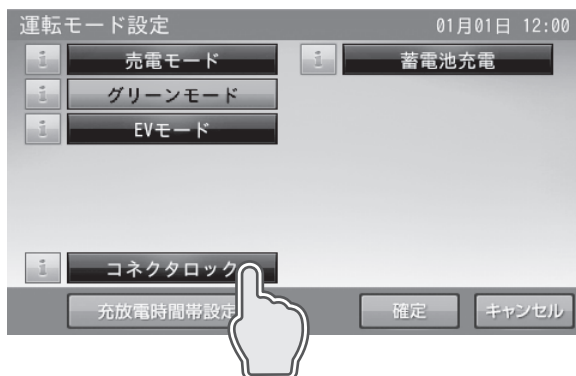 運転モード設定 01月01日 12:00
i 売電モード i 蓄電池充電
i グリーンモード
i EVモード
i コネクタロック
充放電時間帯設定 確定 キャンセル